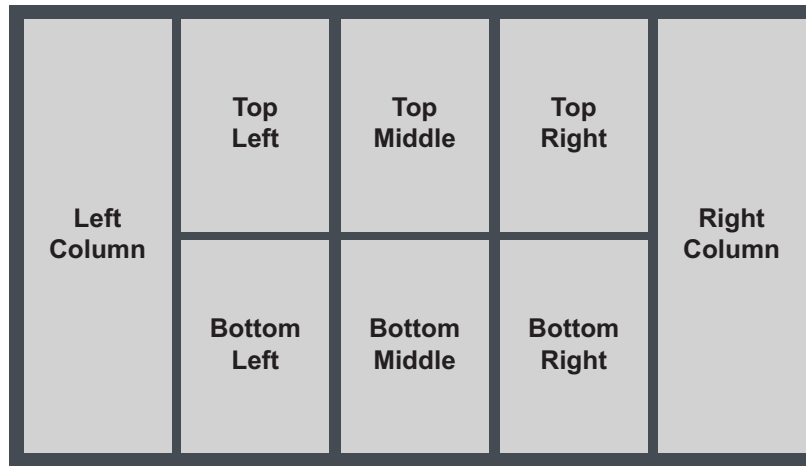 Left
Column
Top
Left
Top
Middle
Top
Right
Bottom
Left
Bottom
Middle
Bottom
Right
Right
Column